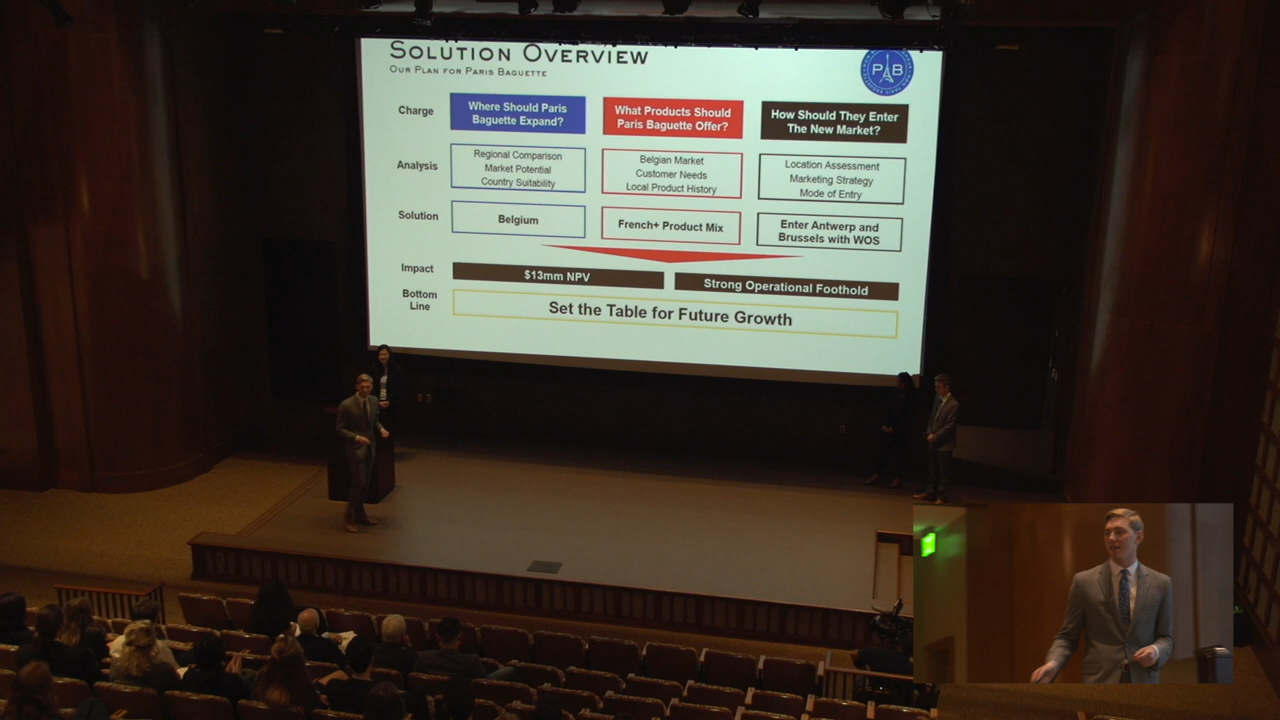 SOLUTION OVERVIEW
OUR PLAN FOR PARIS BAGUETTE
PB
Charge
Where Should Paris
Baguette Expand?
What Products Should
Paris Baguette Offer?
How Should They Enter
The New Market?
Analysis
Regional Comparison
Market Potential
Country Suitability
Belgian Market
Customer Needs
Local Product History
Location Assessment
Marketing Strategy
Mode of Entry
Solution
Belgium
French+ Product Mix
Enter Antwerp and
Brussels with WOS
Impact
$13mm NPV
Strong Operational Foothold
Bottom
Line
Set the Table for Future Growth